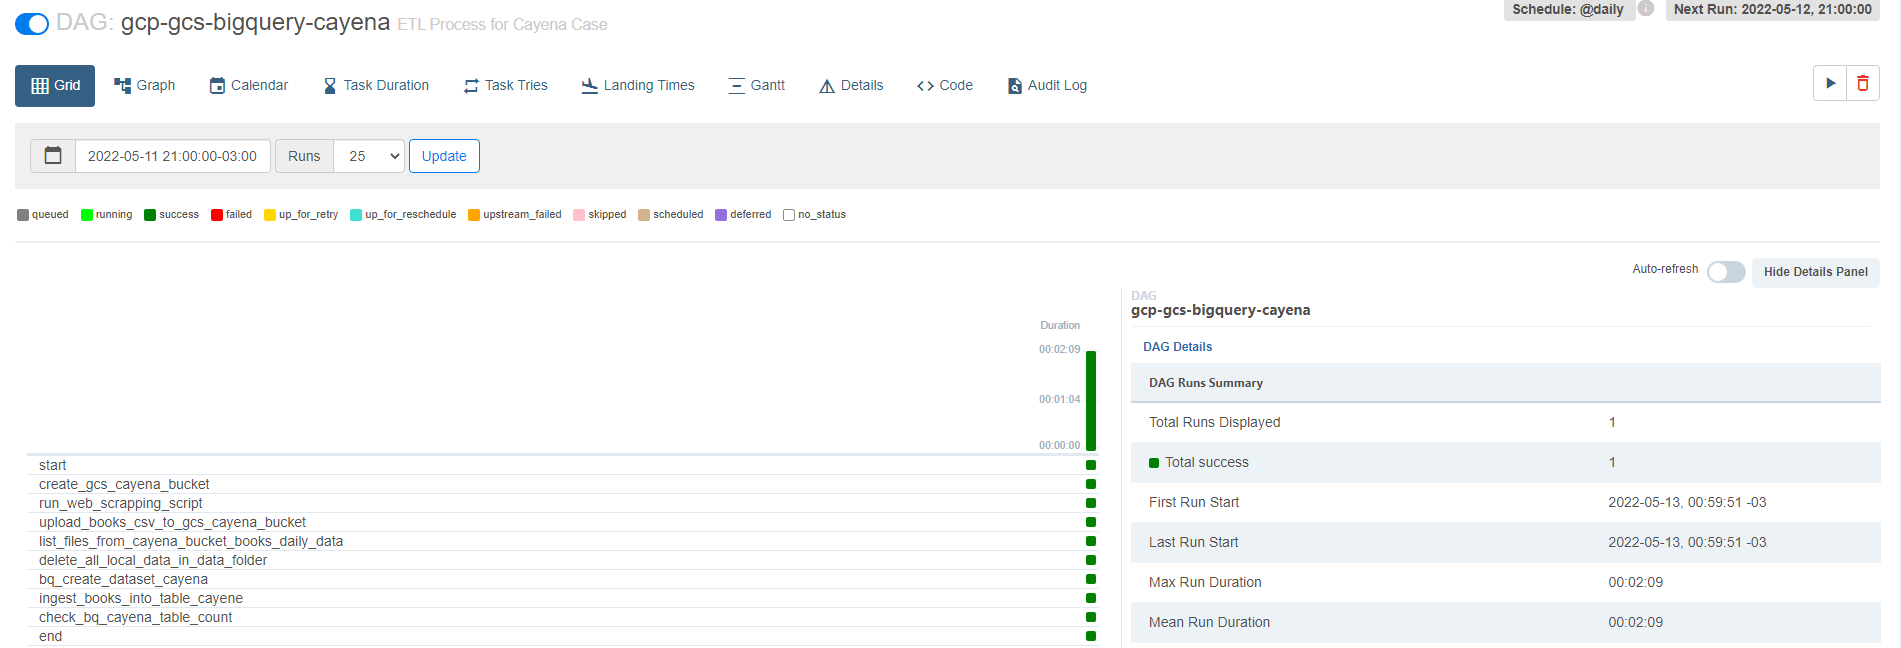 DAG: gcp-gcs-bigquery-cayena ETL Process for Cayena Case
Schedule: @daily
Next Run: 2022-05-12, 21:00:00
Grid
Graph
Calendar
Task Duration
Task Tries
Landing Times
Gantt
Details
Code
Audit Log
2022-05-11 21:00:00-03:00
Runs
25
Update
queued
running
success
failed
up_for_retry
up_for_reschedule
upstream_failed
skipped
scheduled
deferred
no_status
Auto-refresh
Hide Details Panel
Duration
00:02:09
00:01:04
00:00:00
start
create_gcs_cayena_bucket
run_web_scrapping_script
upload_books_csv_to_gcs_cayena_bucket
list_files_from_cayena_bucket_books_daily_data
delete_all_local_data_in_data_folder
bq_create_dataset_cayena
ingest_books_into_table_cayene
check_bq_cayena_table_count
end
DAG
gcp-gcs-bigquery-cayena
DAG Details
DAG Runs Summary
Total Runs Displayed 1
Total success 1
First Run Start 2022-05-13, 00:59:51 -03
Last Run Start 2022-05-13, 00:59:51 -03
Max Run Duration 00:02:09
Mean Run Duration 00:02:09